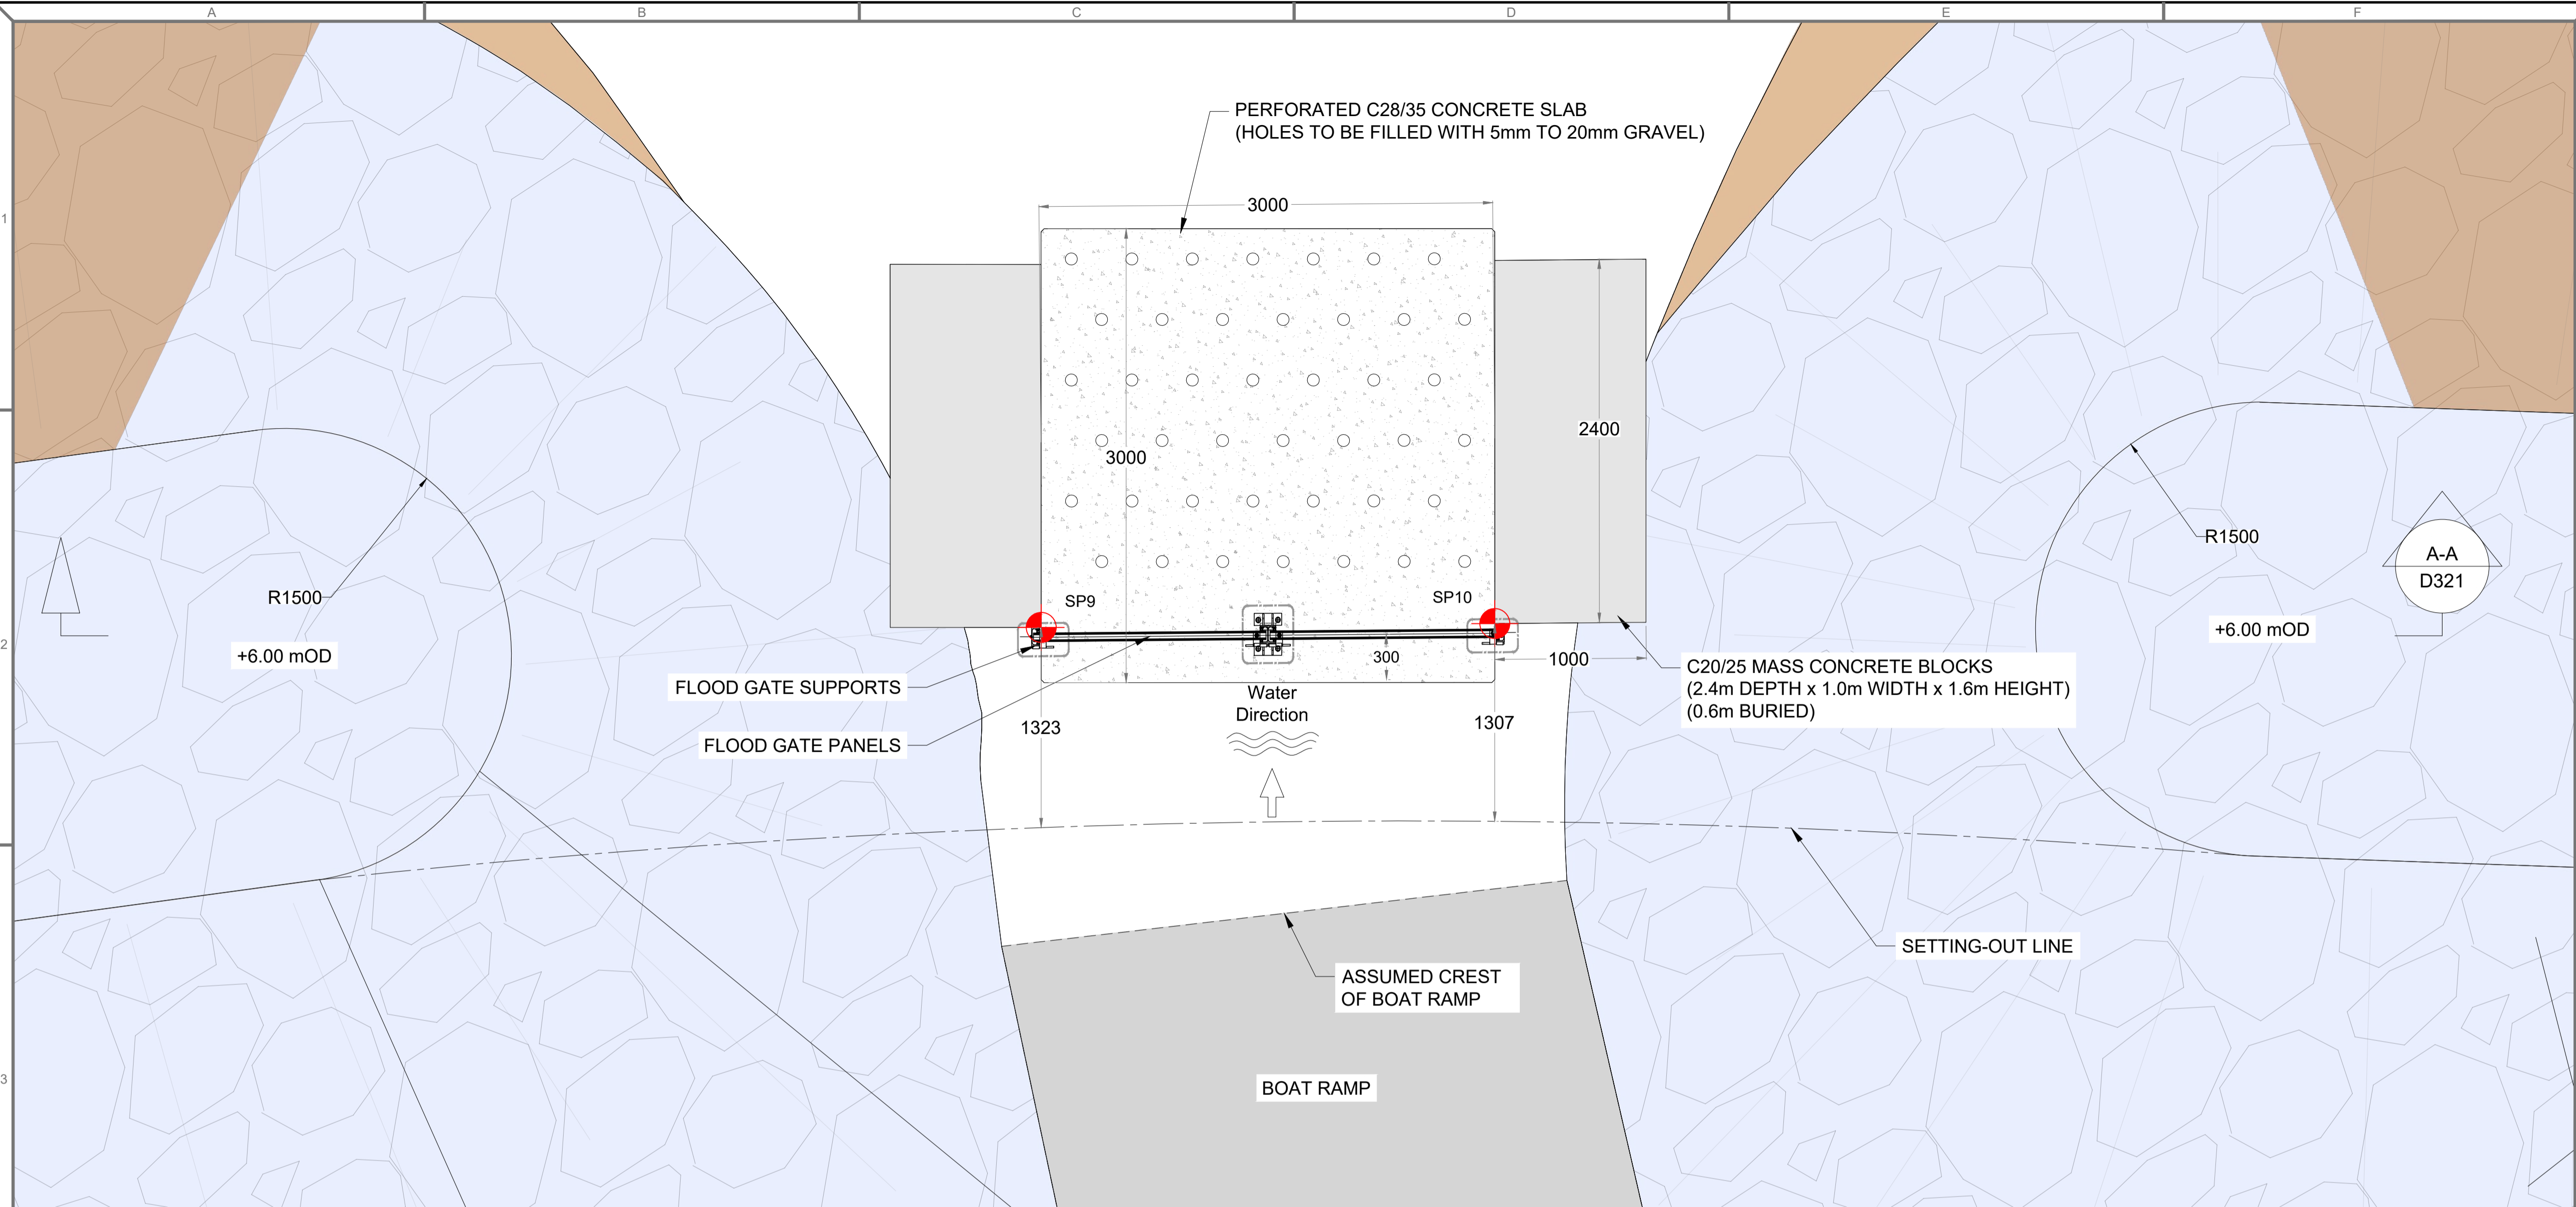 A
B
C
D
E
F
1
PERFORATED C28/35 CONCRETE SLAB
(HOLES TO BE FILLED WITH 5mm TO 20mm GRAVEL)
3000
2400
3000
R1500
A-A
D321
R1500
SP9
SP10
+6.00 mOD
+6.00 mOD
2
300
1000
C20/25 MASS CONCRETE BLOCKS
(2.4m DEPTH x 1.0m WIDTH x 1.6m HEIGHT)
(0.6m BURIED)
FLOOD GATE SUPPORTS
Water
Direction
1323
1307
FLOOD GATE PANELS
SETTING-OUT LINE
ASSUMED CREST
OF BOAT RAMP
3
BOAT RAMP